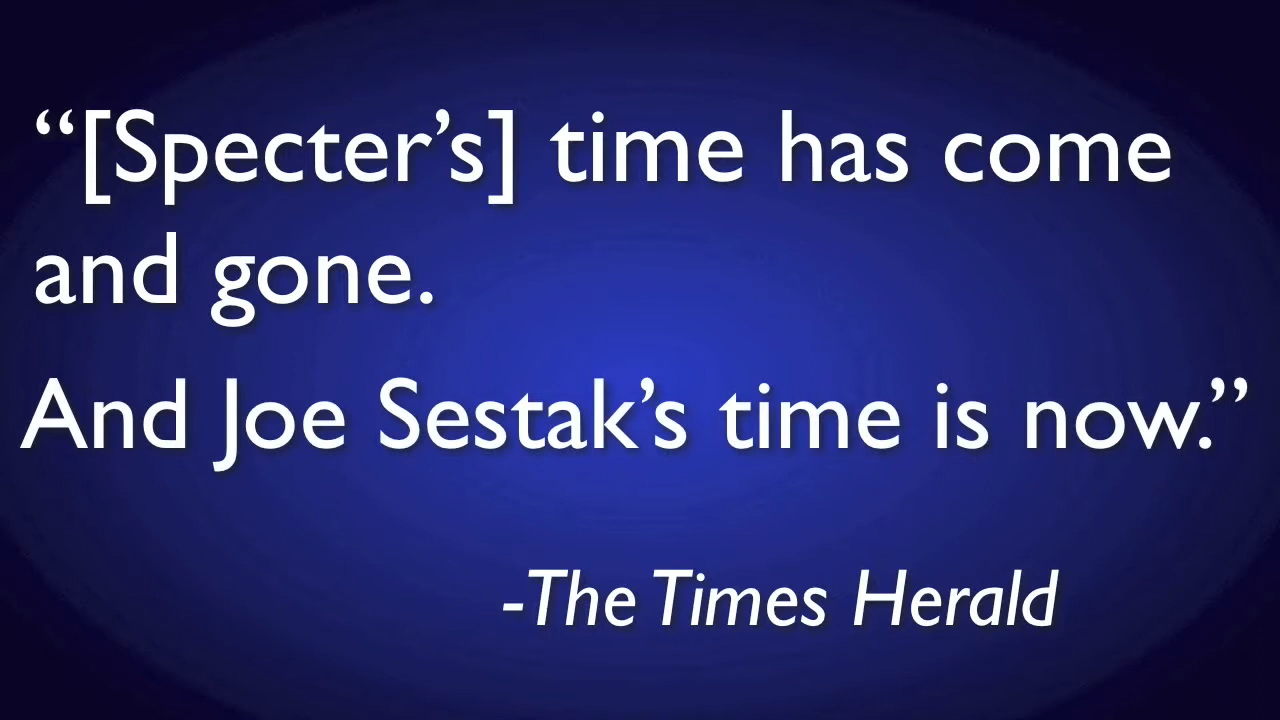 “[Specter’s] time has come
and gone.
And Joe Sestak’s time is now.”
-The Times Herald